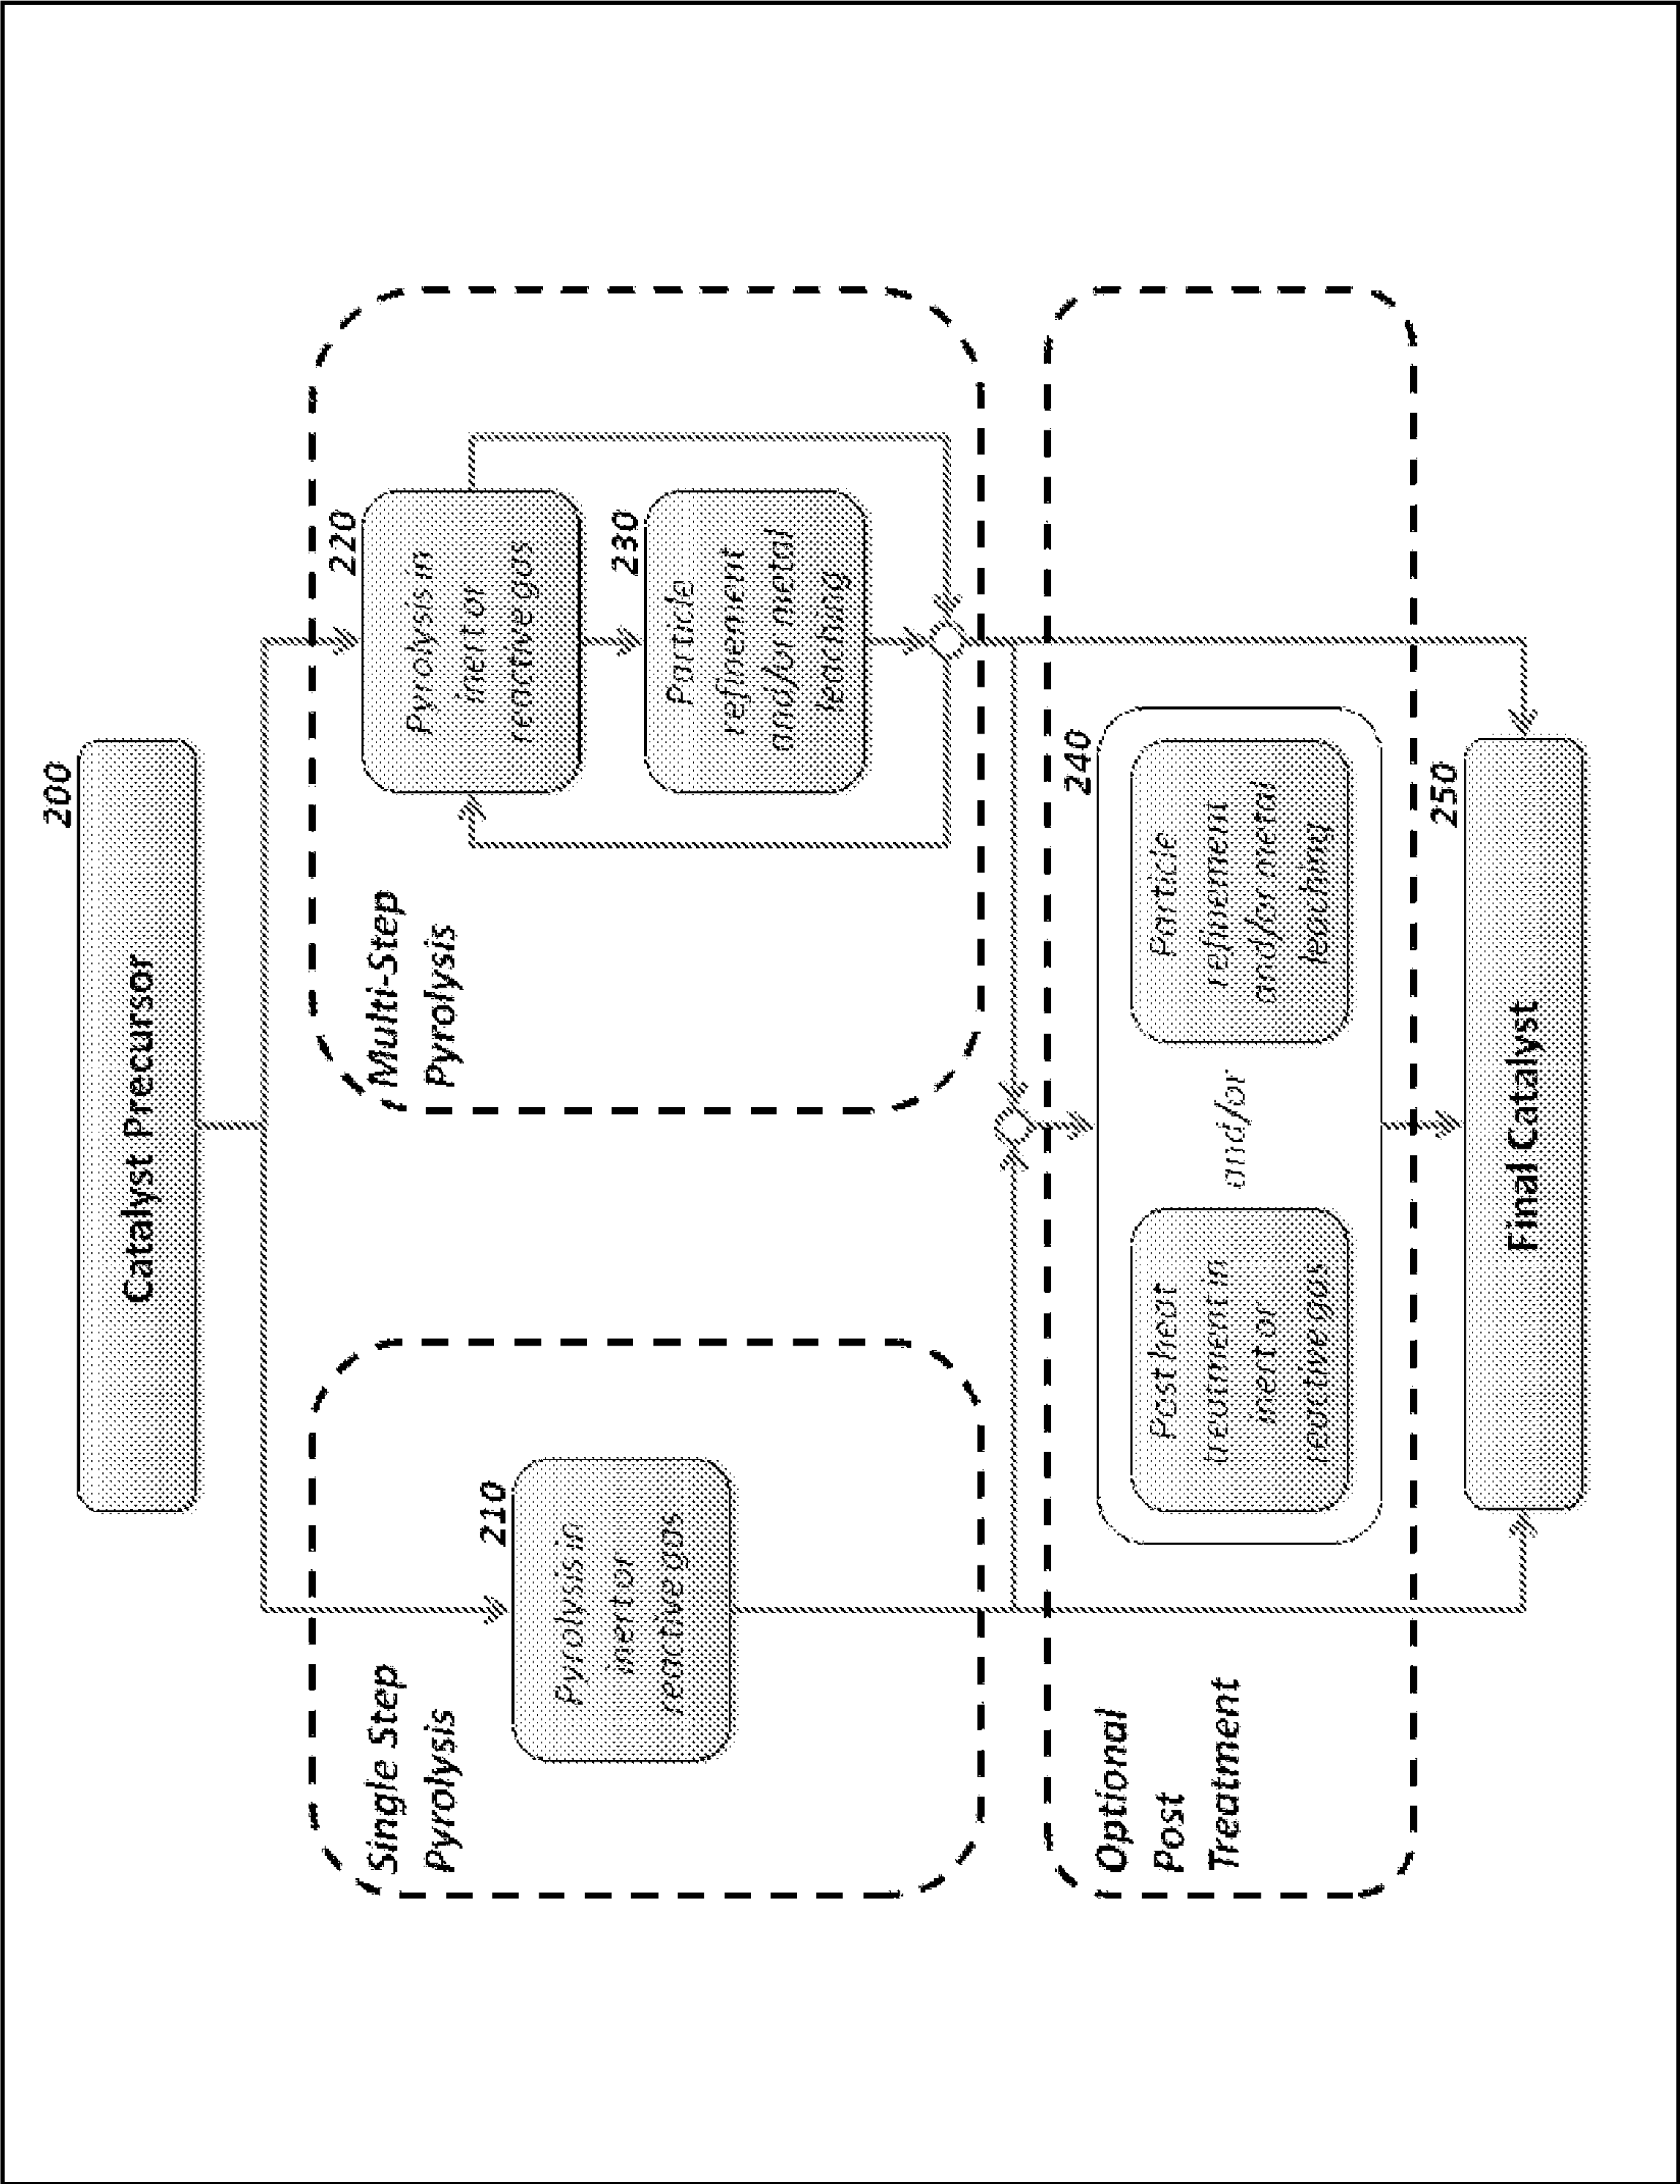 200
Catalyst Precursor
Single Step
Pyrolysis
210
Pyrolysis in
inert or
reactive gas
Multi-Step
Pyrolysis
220
Pyrolysis in
inert or
reactive gas
230
Particle
refinement
and/or metal
leaching
Optional
Post
Treatment
240
Post heat
treatment in
inert or
reactive gas
and/or
Particle
refinement
and/or metal
leaching
250
Final Catalyst